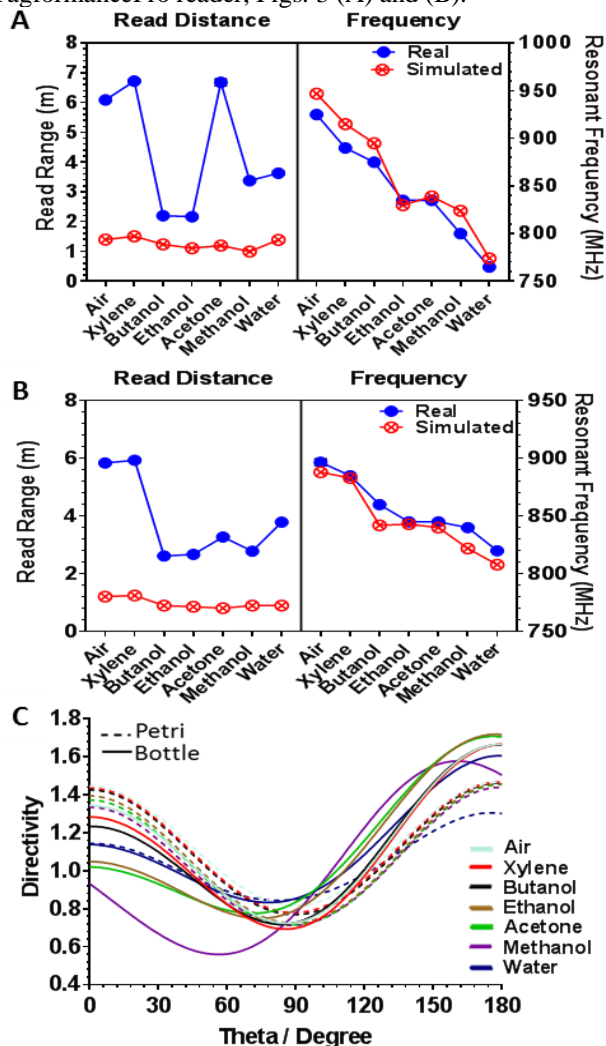 ragformancePro reader, Figs. 3 (A) and (B).
A
Read Distance
Frequency
Read Range (m)
8
7
6
5
4
3
2
1
0
Real
Simulated
1000
950
900
850
800
750
Resonant Frequency (MHz)
Air
Xylene
Butanol
Ethanol
Acetone
Methanol
Water
Air
Xylene
Butanol
Ethanol
Acetone
Methanol
Water
B
Read Distance
Frequency
Read Range (m)
8
6
4
2
0
Real
Simulated
950
900
850
800
750
Resonant Frequency (MHz)
Air
Xylene
Butanol
Ethanol
Acetone
Methanol
Water
Air
Xylene
Butanol
Ethanol
Acetone
Methanol
Water
C
Directivity
1.8
1.6
1.4
1.2
1.0
0.8
0.6
0.4
Petri
Bottle
Air
Xylene
Butanol
Ethanol
Acetone
Methanol
Water
0
30
60
90
120
150
180
Theta / Degree